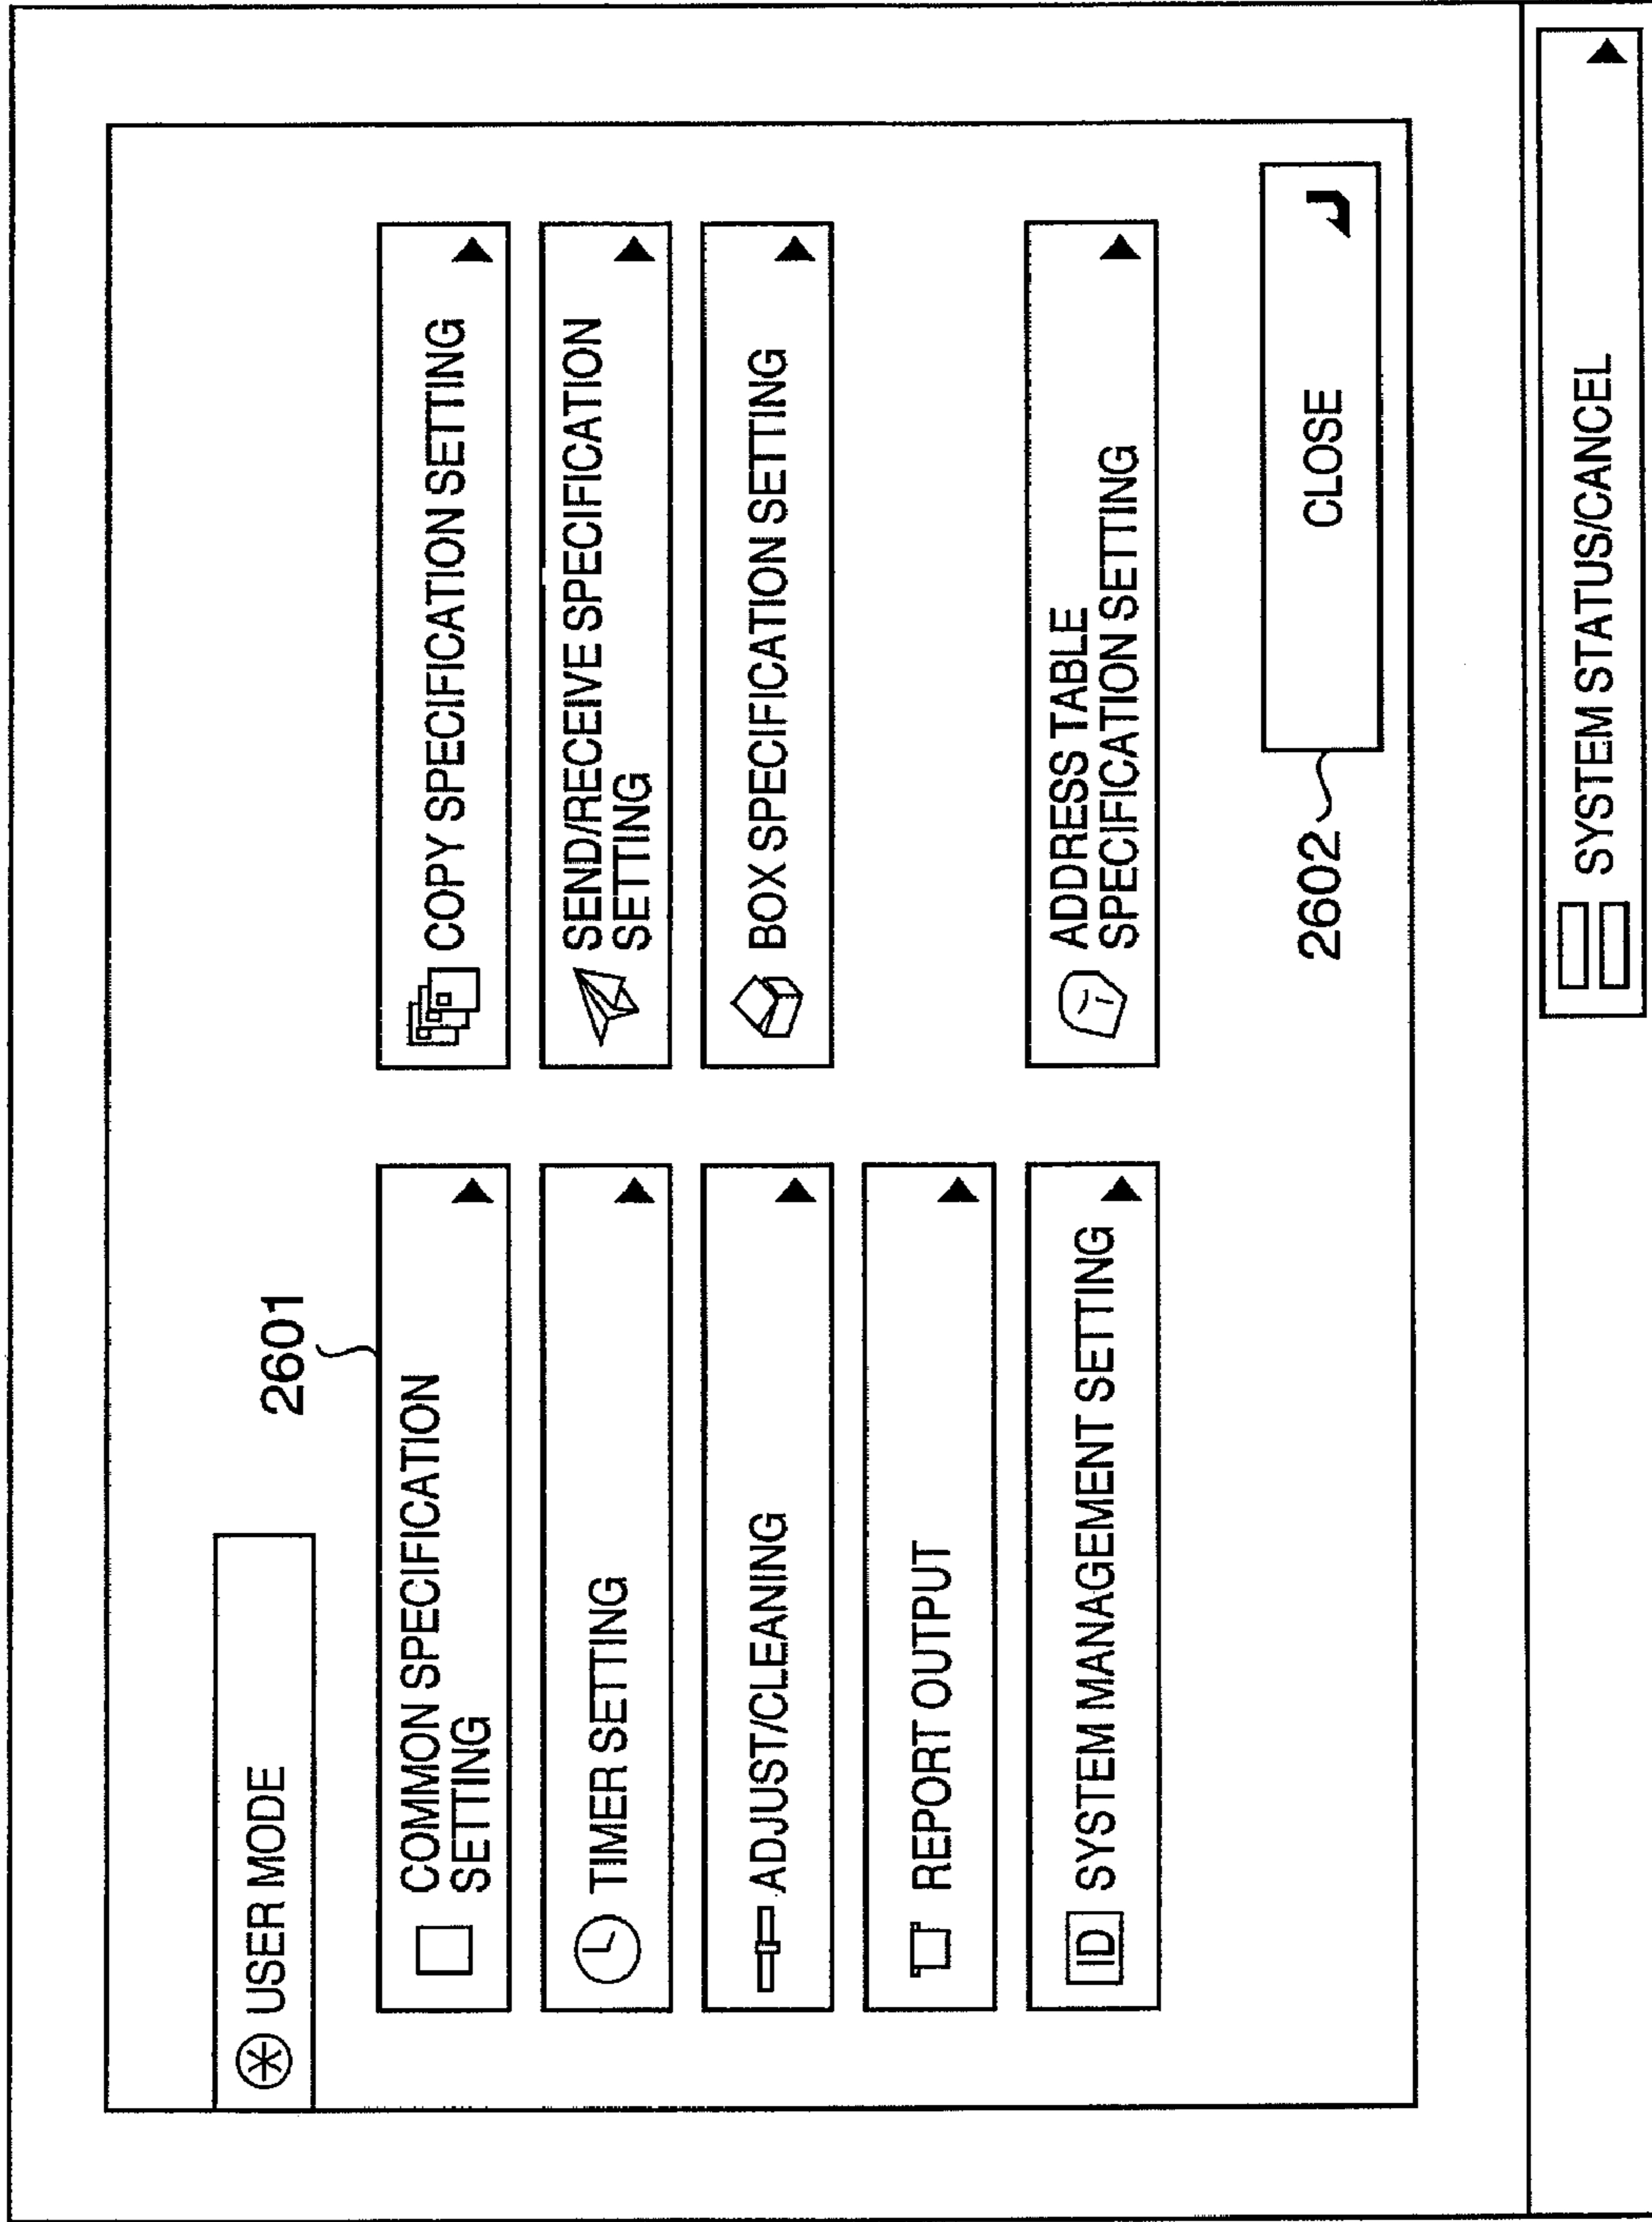 USER MODE
2601
COMMON SPECIFICATION
SETTING
TIMER SETTING
ADJUST/CLEANING
REPORT OUTPUT
ID SYSTEM MANAGEMENT SETTING
COPY SPECIFICATION SETTING
SEND/RECEIVE SPECIFICATION
SETTING
BOX SPECIFICATION SETTING
ADDRESS TABLE
SPECIFICATION SETTING
2602
CLOSE
SYSTEM STATUS/CANCEL